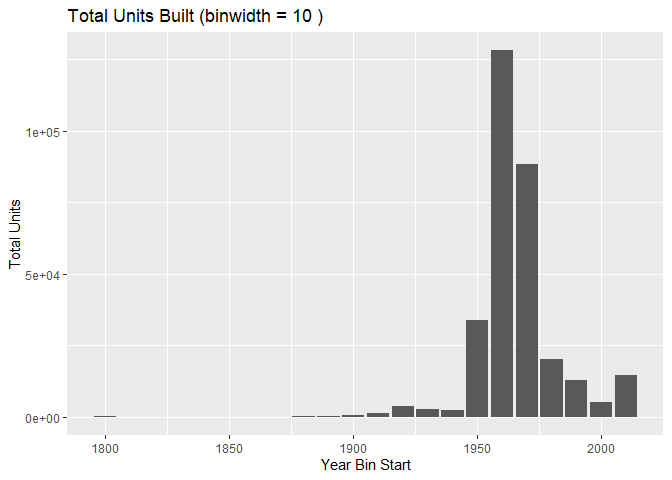 Total Units Built (binwidth = 10 )
1e+05
5e+04
0e+00
Total Units
1800 1850 1900 1950 2000
Year Bin Start